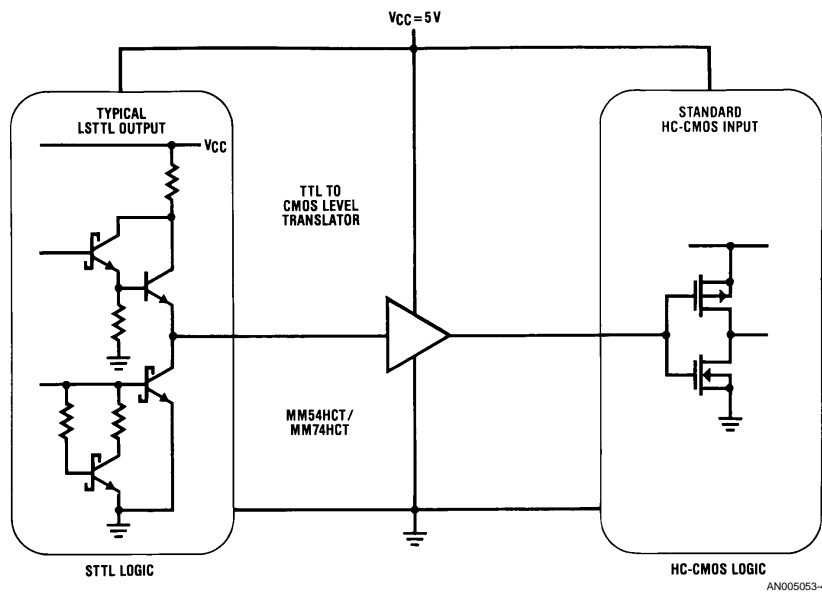 VCC=5V
TYPICAL
LSTTL OUTPUT
VCC
TTL TO
CMOS LEVEL
TRANSLATOR
STANDARD
HC-CMOS INPUT
MM54HCT/
MM74HCT
STTL LOGIC
HC-CMOS LOGIC
AN005053-